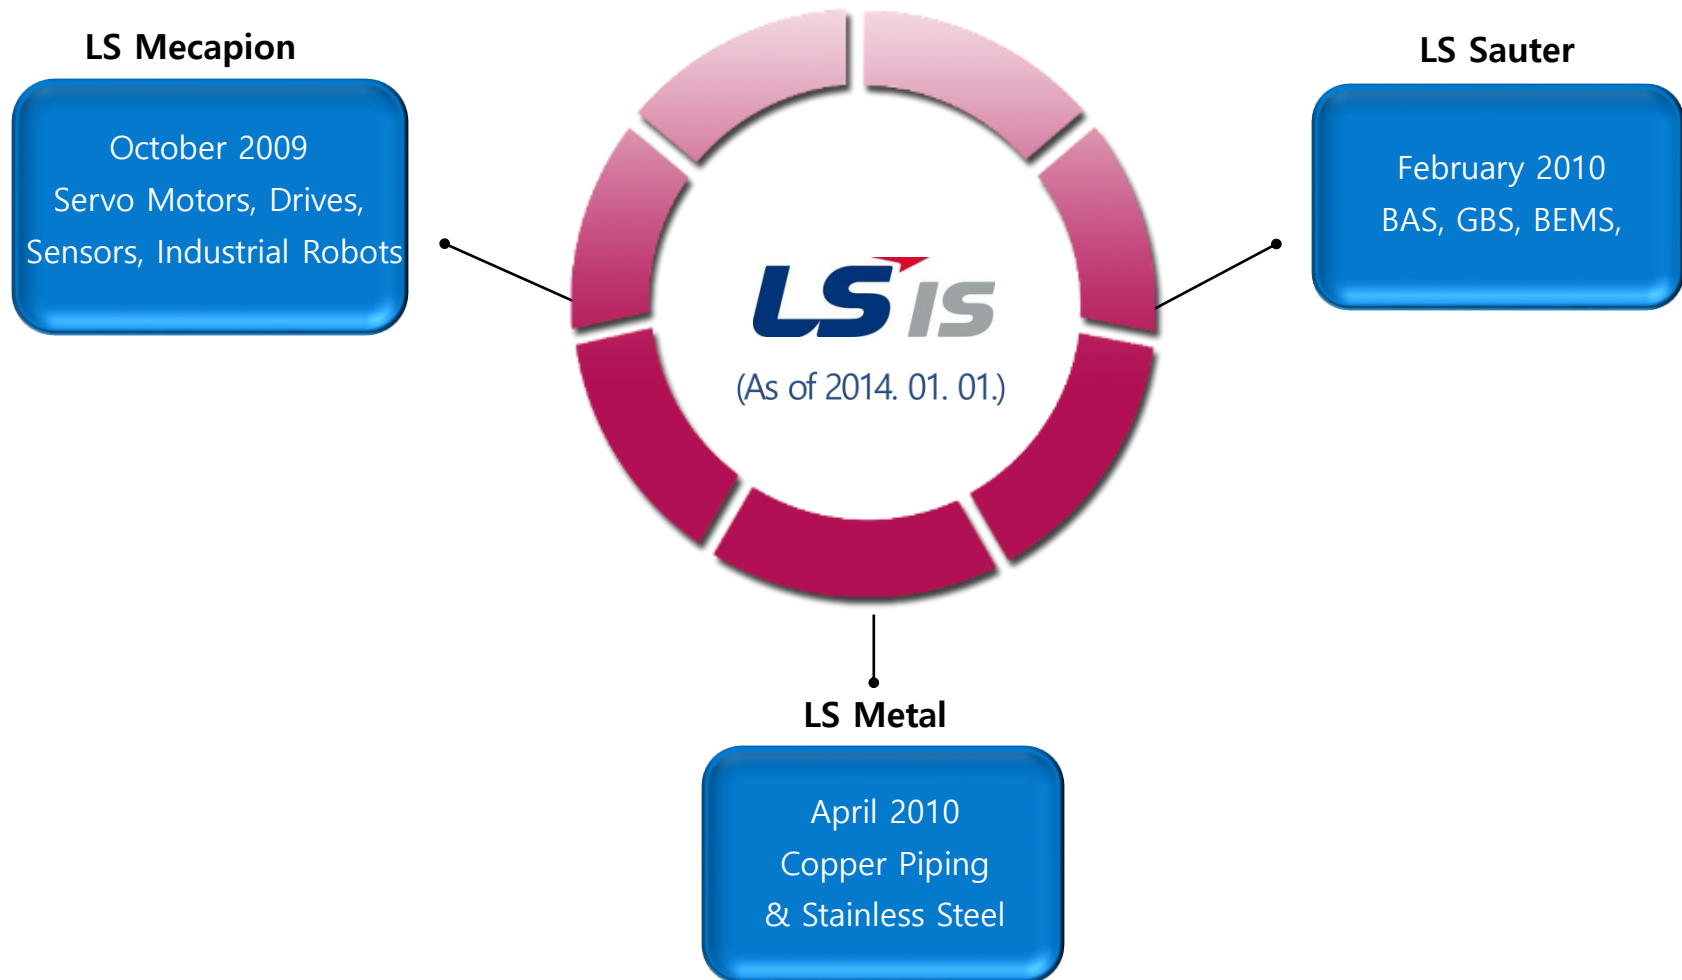 LS Mecapion
October 2009
Servo Motors, Drives,
Sensors, Industrial Robots
LS Sauter
February 2010
BAS, GBS, BEMS,
LS IS
(As of 2014. 01. 01.)
LS Metal
April 2010
Copper Piping
& Stainless Steel